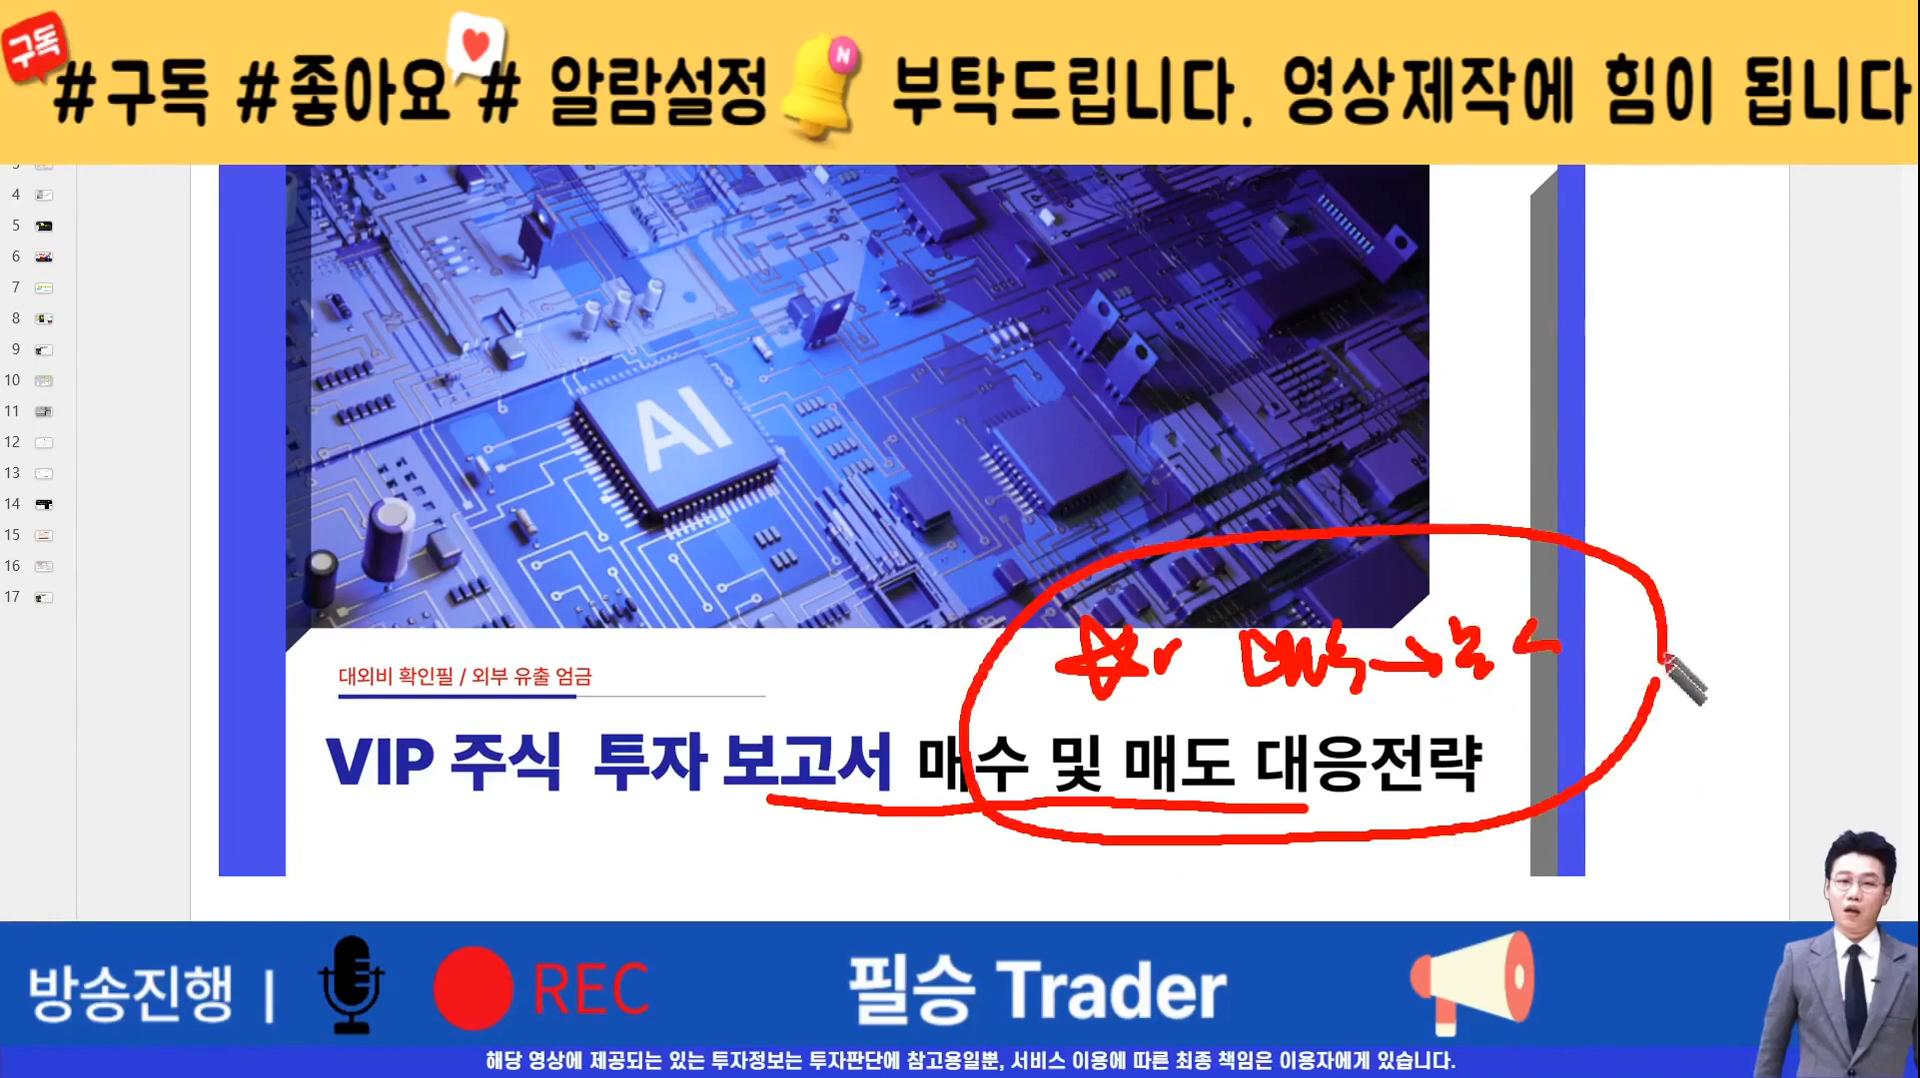 구독
#구독 #좋아요 # 알람설정 N 부탁드립니다. 영상제작에 힘이 됩니다
4
5
6
7
8
9
10
11
12
13
14
15
16
17
AI
대외비 확인필 / 외부 유출 엄금
VIP 주식 투자 보고서 매수 및 매도 대응전략
방송진행 | REC 필승 Trader
해당 영상에 제공되는 있는 투자정보는 투자판단에 참고용일뿐, 서비스 이용에 따른 최종 책임은 이용자에게 있습니다.